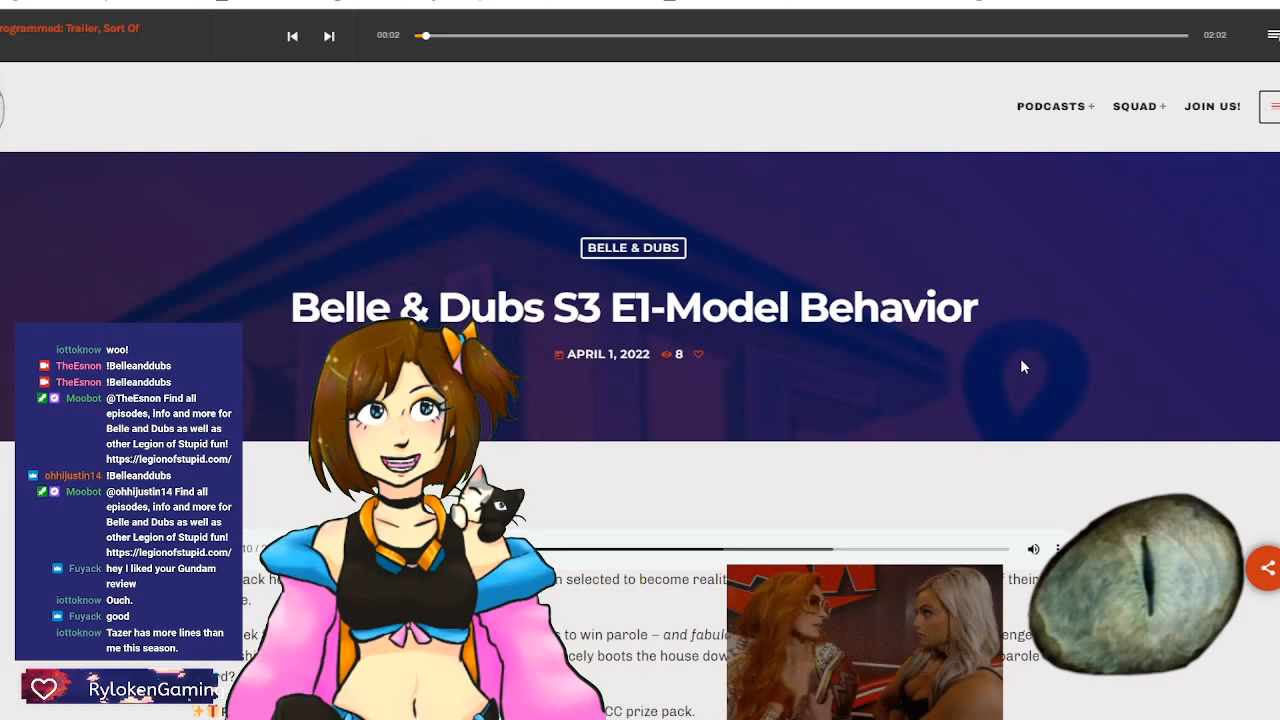 rogrammed: Trailer, Sort Of
00:02
02:02
PODCASTS+
SQUAD+
JOIN US!
BELLE & DUBS
Belle & Dubs S3 E1-Model Behavior
APRIL 1, 2022 8
iottoknow woo!
TheEsnon !Belleanddubs
TheEsnon !Belleanddubs
Moobot @TheEsnon Find all
episodes, info and more for
Belle and Dubs as well as
other Legion of Stupid fun!
https://legionofstupid.com/
ohhijustin14 !Belleanddubs
Moobot @ohhijustin14 Find all
episodes, info and more for
Belle and Dubs as well as
other Legion of Stupid fun!
https://legionofstupid.com/
Fuyack hey I liked your Gundam
review
iottoknow Ouch.
Fuyack good
iottoknow Tazer has more lines than
me this season.
RylokenGaming
n selected to become realit
f their
e.
to win parole – and fabul
enge
cely boots the house dow
parole
CC prize pack.